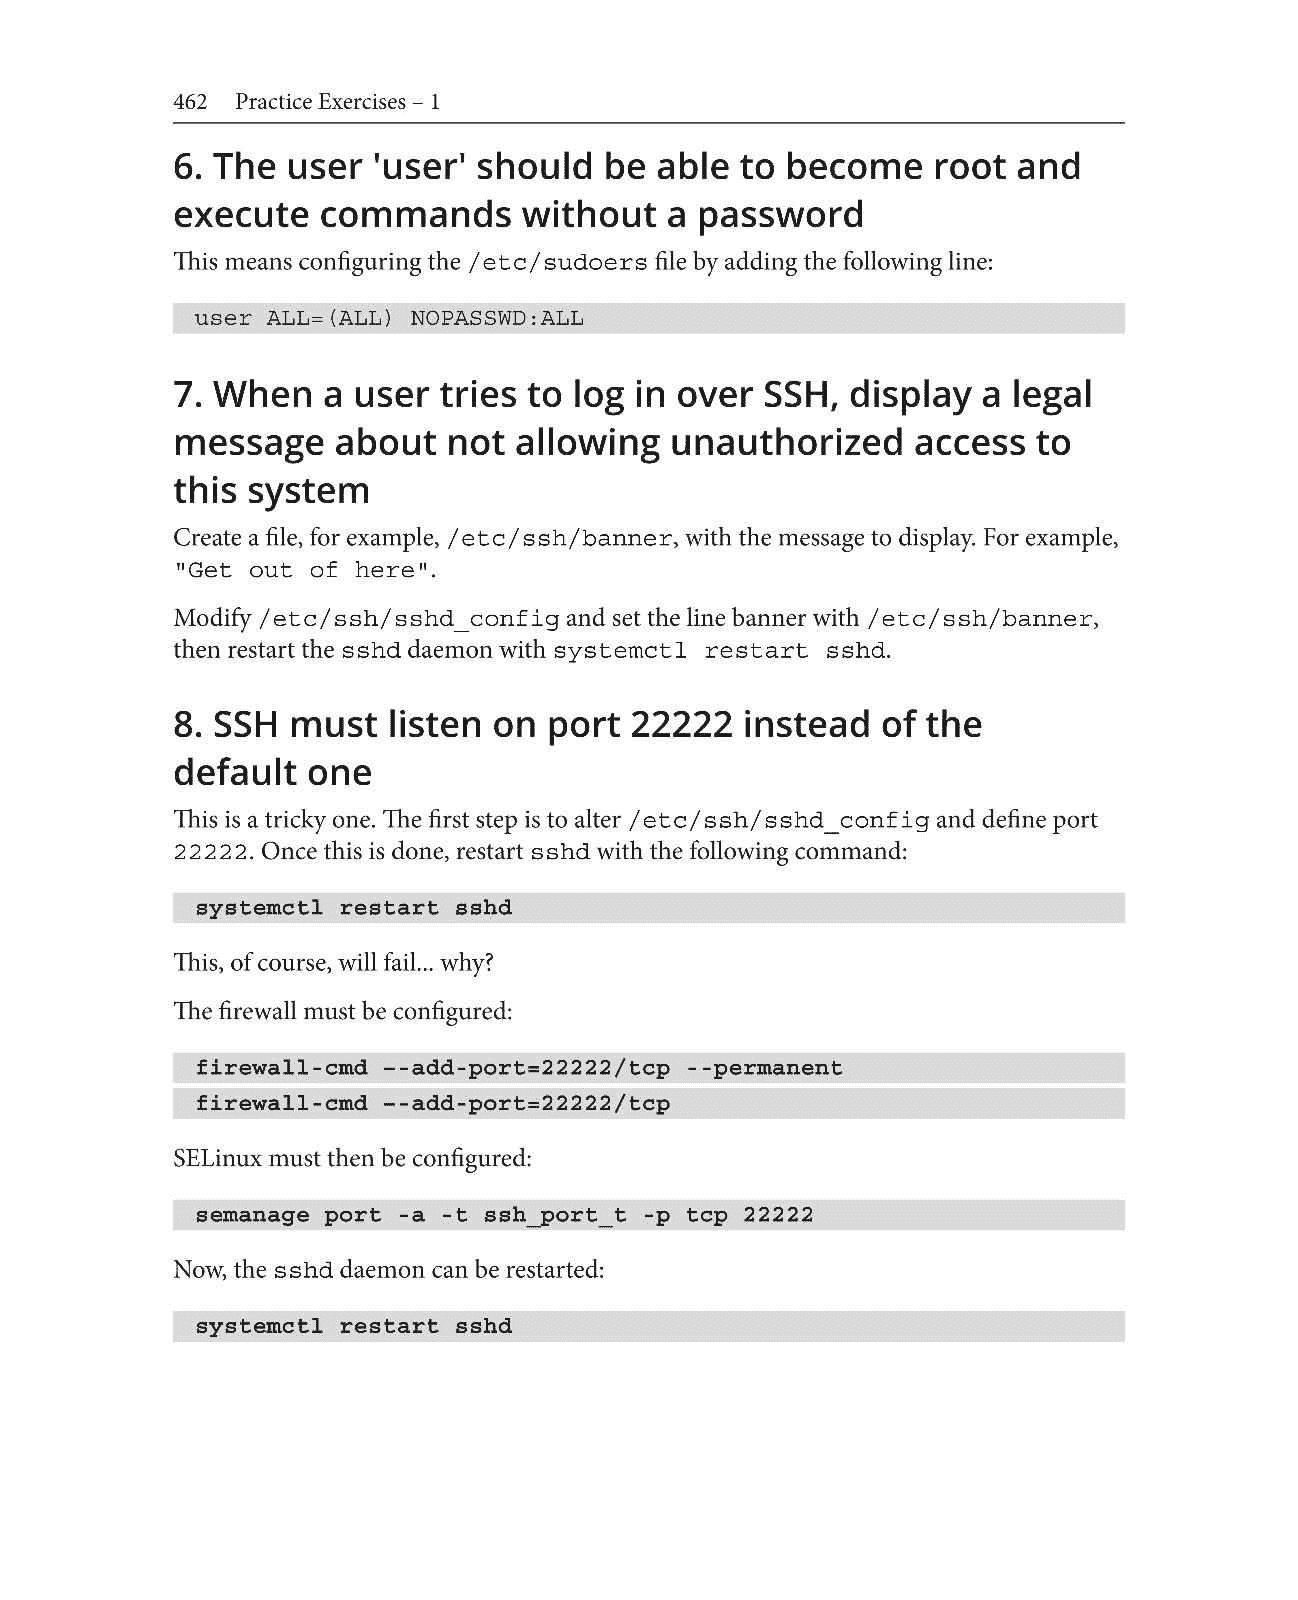 462 Practice Exercises – 1
6. The user 'user' should be able to become root and
execute commands without a password
This means configuring the /etc/sudoers file by adding the following line:
user ALL=(ALL) NOPASSWD:ALL
7. When a user tries to log in over SSH, display a legal
message about not allowing unauthorized access to
this system
Create a file, for example, /etc/ssh/banner, with the message to display. For example,
"Get out of here".
Modify /etc/ssh/sshd_config and set the line banner with /etc/ssh/banner,
then restart the sshd daemon with systemctl restart sshd.
8. SSH must listen on port 22222 instead of the
default one
This is a tricky one. The first step is to alter /etc/ssh/sshd_config and define port
22222. Once this is done, restart sshd with the following command:
systemctl restart sshd
This, of course, will fail... why?
The firewall must be configured:
firewall-cmd –-add-port=22222/tcp --permanent
firewall-cmd –-add-port=22222/tcp
SELinux must then be configured:
semanage port -a -t ssh_port_t -p tcp 22222
Now, the sshd daemon can be restarted:
systemctl restart sshd